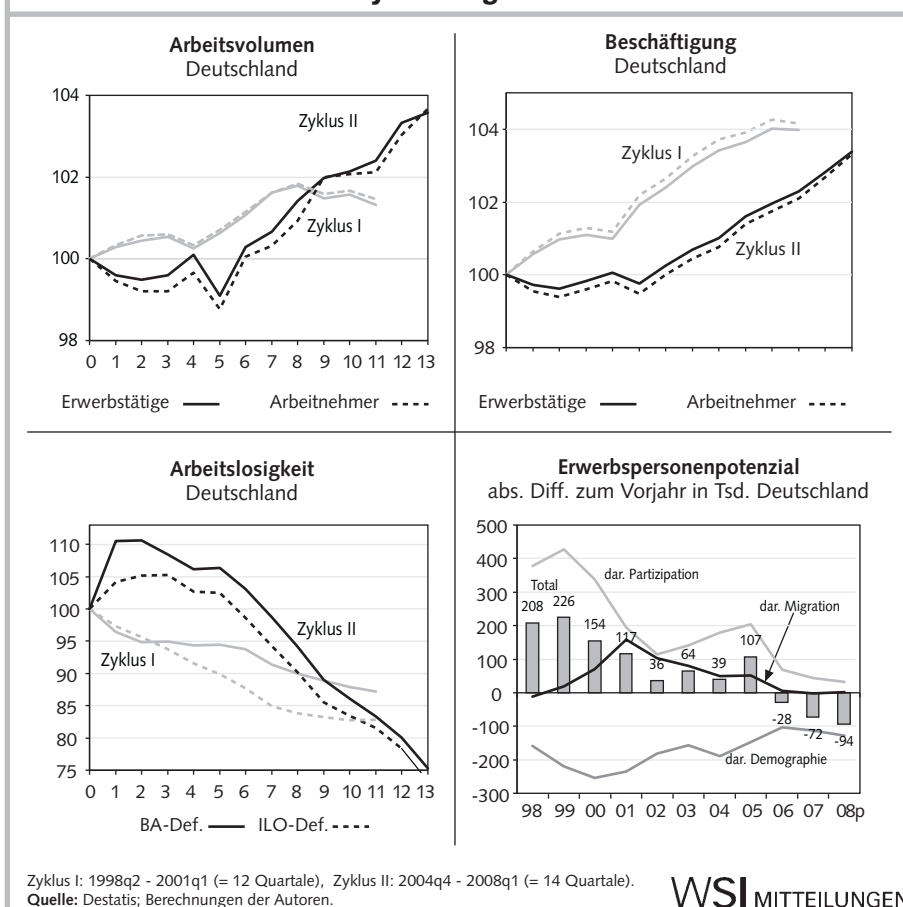 Arbeitsvolumen
Deutschland
104
102
100
98
Zyklus II
Zyklus I
0 1 2 3 4 5 6 7 8 9 10 11 12 13
Erwerbstätige
Arbeitnehmer
Beschäftigung
Deutschland
104
102
100
98
Zyklus I
Zyklus II
Erwerbstätige
Arbeitnehmer
Arbeitslosigkeit
Deutschland
110
105
100
95
90
85
80
75
Zyklus II
Zyklus I
0 1 2 3 4 5 6 7 8 9 10 11 12 13
BA-Def.
ILO-Def.
Erwerbspersonenpotenzial
abs. Diff. zum Vorjahr in Tsd. Deutschland
500
400
300
200
100
0
-100
-200
-300
Total
dar. Partizipation
dar. Migration
208 226 154 117 36 64 39 107 -28 -72 -94
dar. Demographie
98 99 00 01 02 03 04 05 06 07 08p
Zyklus I: 1998q2 - 2001q1 (= 12 Quartale), Zyklus II: 2004q4 - 2008q1 (= 14 Quartale).
Quelle: Destatis; Berechnungen der Autoren.
WSI MITTEILUNGEN